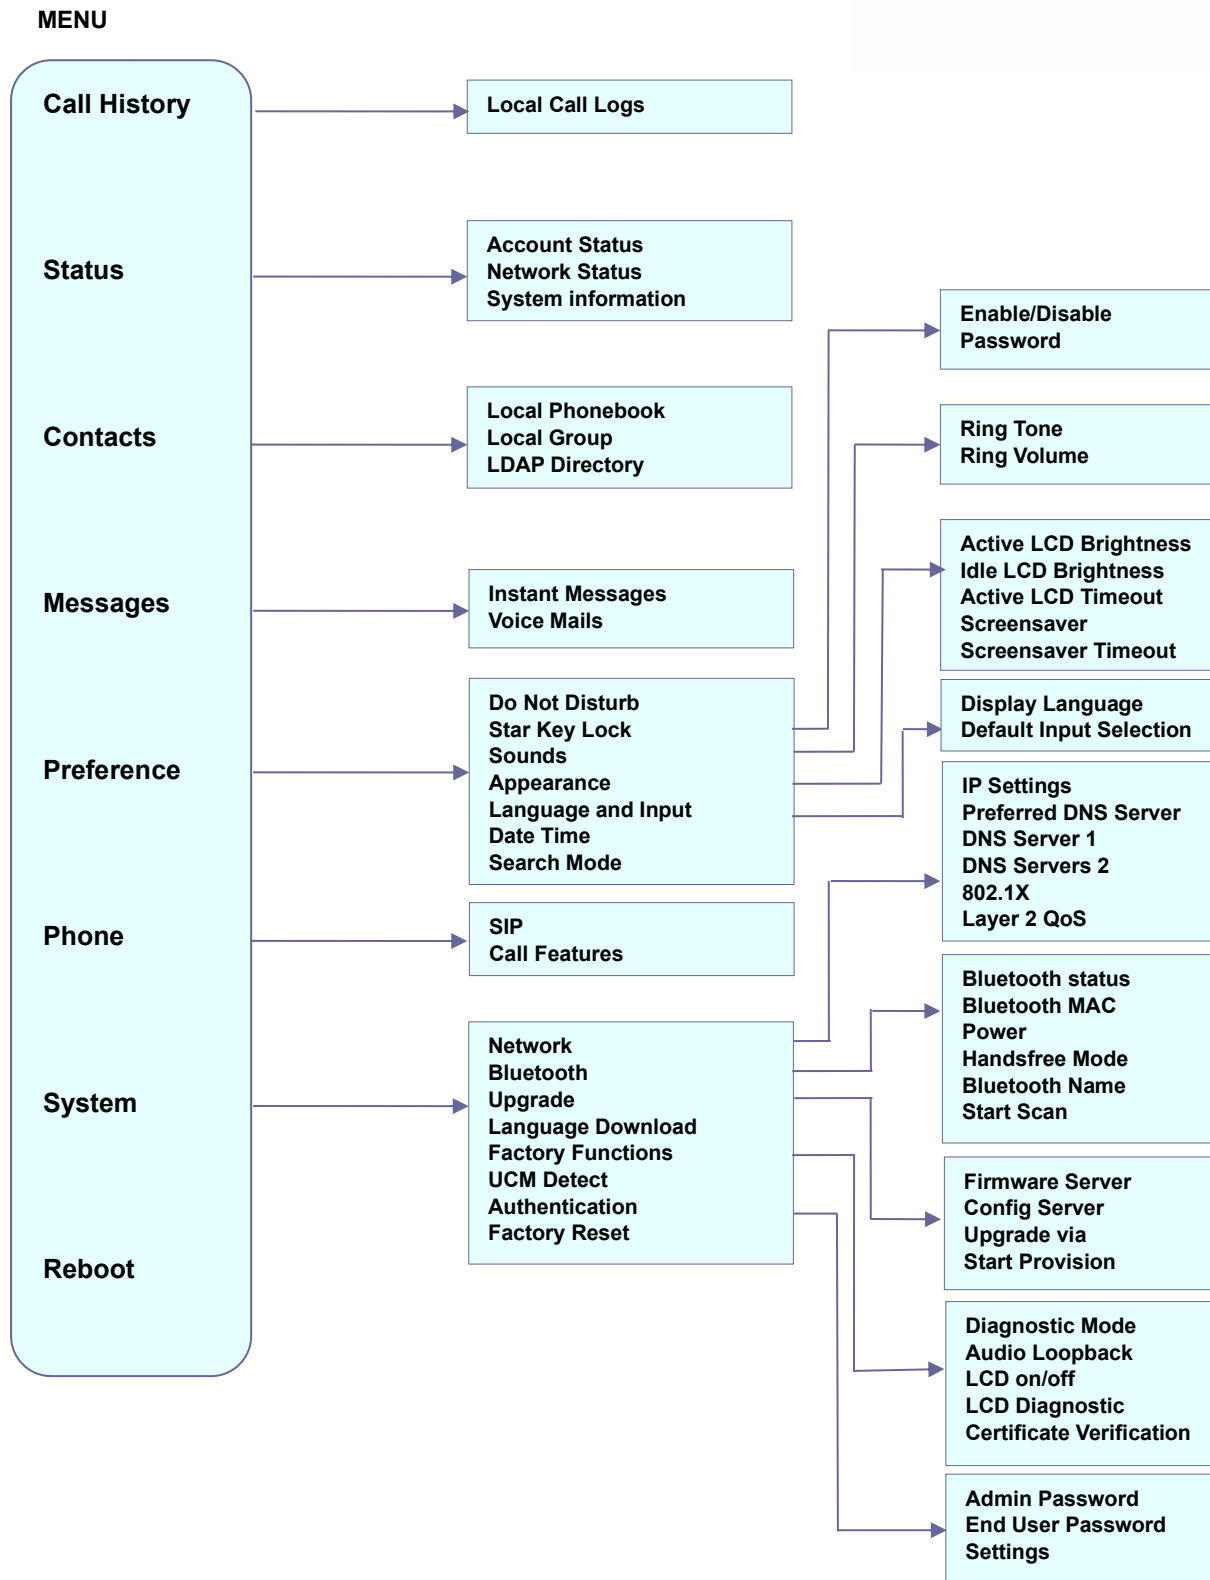 MENU
Call History
Status
Contacts
Messages
Preference
Phone
System
Reboot
Local Call Logs
Account Status
Network Status
System information
Local Phonebook
Local Group
LDAP Directory
Instant Messages
Voice Mails
Do Not Disturb
Star Key Lock
Sounds
Appearance
Language and Input
Date Time
Search Mode
SIP
Call Features
Network
Bluetooth
Upgrade
Language Download
Factory Functions
UCM Detect
Authentication
Factory Reset
Enable/Disable
Password
Ring Tone
Ring Volume
Active LCD Brightness
Idle LCD Brightness
Active LCD Timeout
Screensaver
Screensaver Timeout
Display Language
Default Input Selection
IP Settings
Preferred DNS Server
DNS Server 1
DNS Servers 2
802.1X
Layer 2 QoS
Bluetooth status
Bluetooth MAC
Power
Handsfree Mode
Bluetooth Name
Start Scan
Firmware Server
Config Server
Upgrade via
Start Provision
Diagnostic Mode
Audio Loopback
LCD on/off
LCD Diagnostic
Certificate Verification
Admin Password
End User Password
Settings